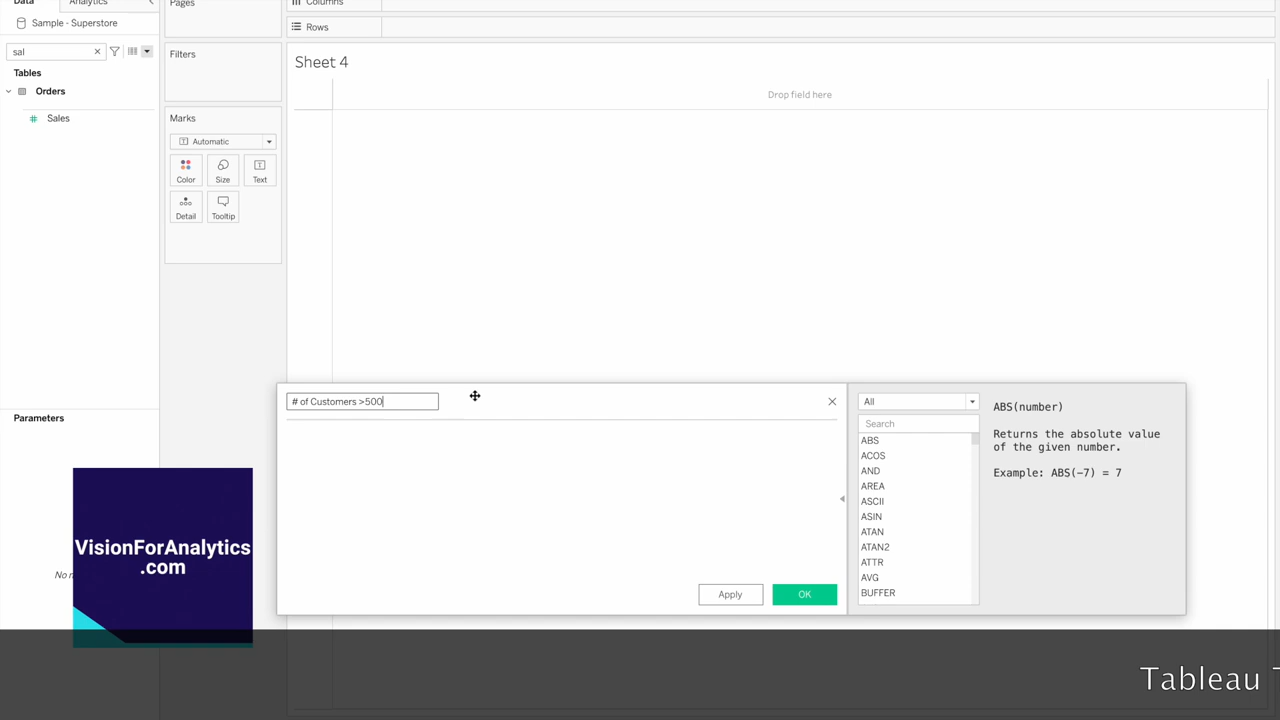 Data
Analytics
Pages
Columns
Sample - Superstore
Rows
sal
Filters
Sheet 4
Tables
Orders
Drop field here
Sales
Marks
Automatic
Color
Size
Text
Detail
Tooltip
# of Customers >500
All
ABS(number)
Search
Returns the absolute value
of the given number.
ABS
ACOS
AND
Example: ABS(-7) = 7
AREA
ASCII
ASIN
ATAN
ATAN2
ATTR
AVG
BUFFER
Parameters
VisionForAnalytics
.com
No
Apply
OK
Tableau T